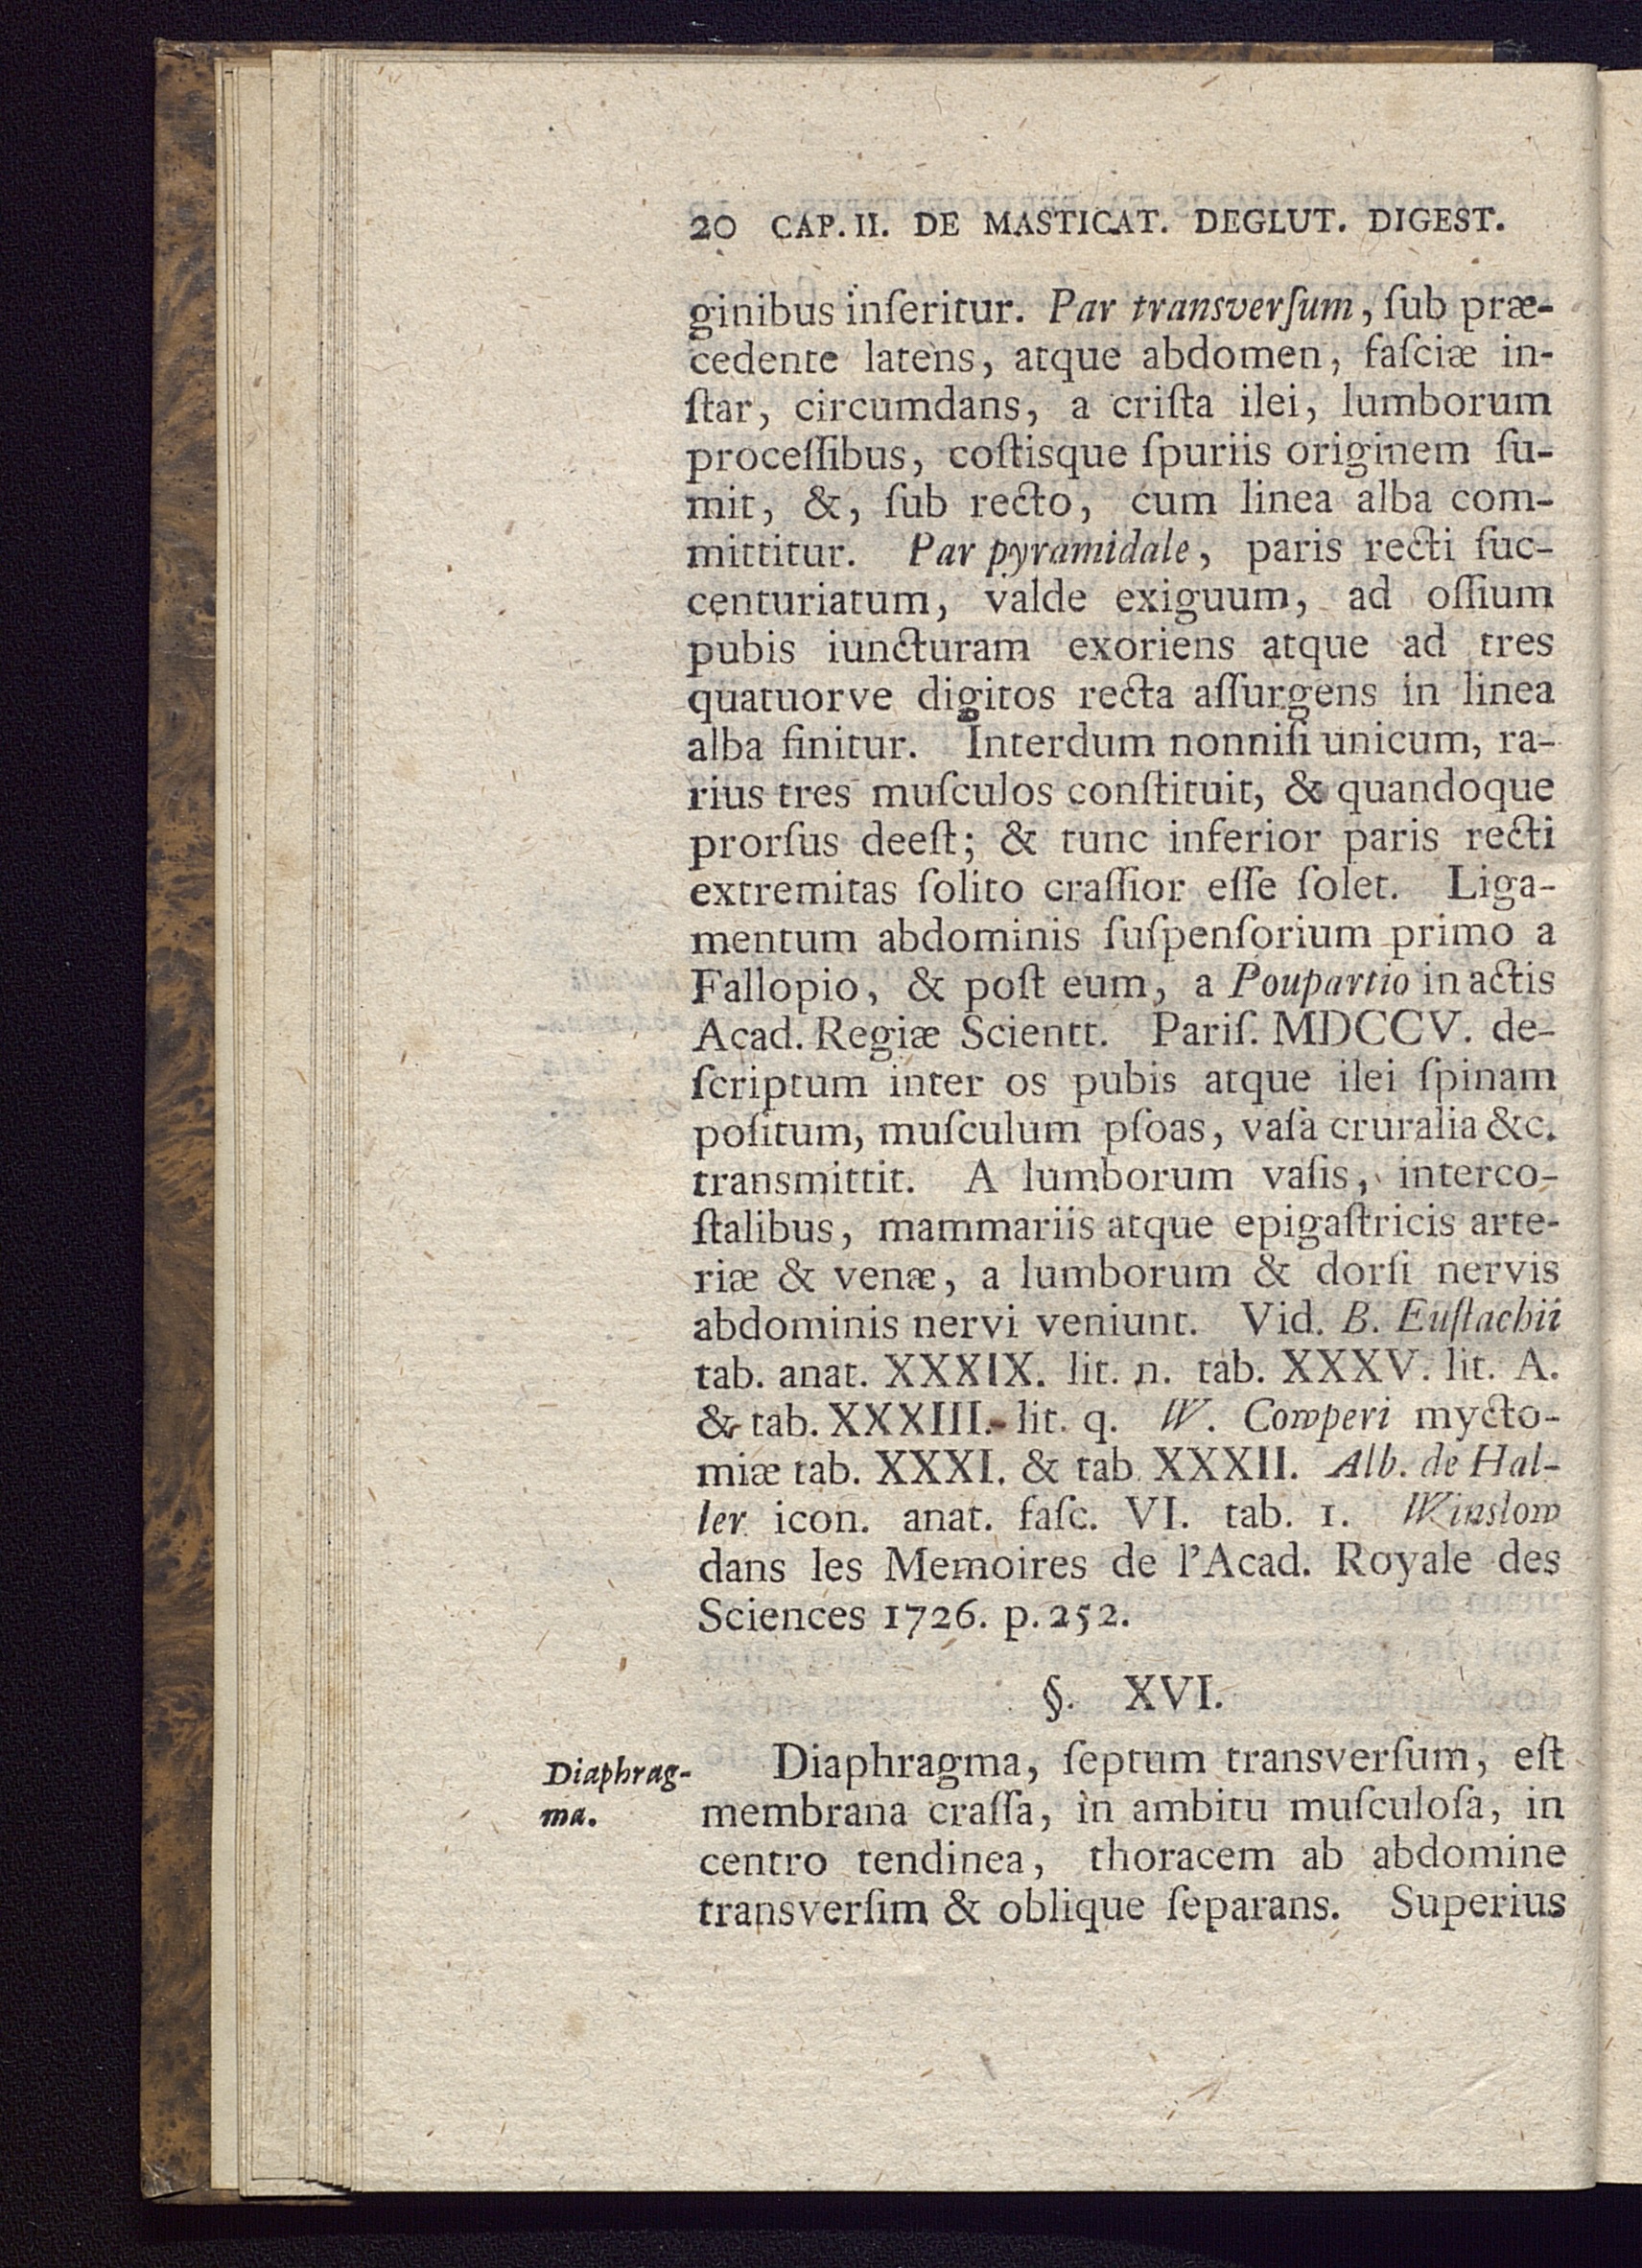 20 CAP. II. DE MASTICAT. DEGLUT. DIGEST.
ginibus inſeritur. Par transverſum, ſub præ-
cedente latens, atque abdomen, faſciæ in-
ſtar, circumdans, a criſta ilei, lumborum
proceſſibus, coſtisque ſpuriis originem ſu-
mit, &, ſub recto, cum linea alba com-
mittitur. Par pyramidale, paris recti ſuc-
centuriatum, valde exiguum, ad oſſium
pubis iuncturam exoriens atque ad tres
quatuorve digitos recta aſſurgens in linea
alba finitur. Interdum nonniſi unicum, ra-
rius tres muſculos conſtituit, & quandoque
prorſus deeſt; & tunc inferior paris recti
extremitas ſolito craſſior eſſe ſolet. Liga-
mentum abdominis ſuſpenſorium primo a
Fallopio, & poſt eum, a Poupartio in actis
Acad. Regiæ Scientt. Pariſ. MDCCV. de-
ſcriptum inter os pubis atque ilei ſpinam
poſitum, muſculum pſoas, vaſa cruralia &c.
transmittit. A lumborum vaſis, interco-
ſtalibus, mammariis atque epigaſtricis arte-
riæ & venæ, a lumborum & dorſi nervis
abdominis nervi veniunt. Vid. B. Euſtachii
tab. anat. XXXIX. lit. n. tab. XXXV. lit. A.
& tab. XXXIII. lit. q. W. Cowperi mycto-
miæ tab. XXXI. & tab. XXXII. Alb. de Hal-
ler icon. anat. faſc. VI. tab. 1. Winslow
dans les Memoires de l'Acad. Royale des
Sciences 1726. p. 252.
§. XVI.
Diaphrag-
ma.
Diaphragma, ſeptum transverſum, eſt
membrana craſſa, in ambitu muſculoſa, in
centro tendinea, thoracem ab abdomine
transverſim & oblique ſeparans. Superius